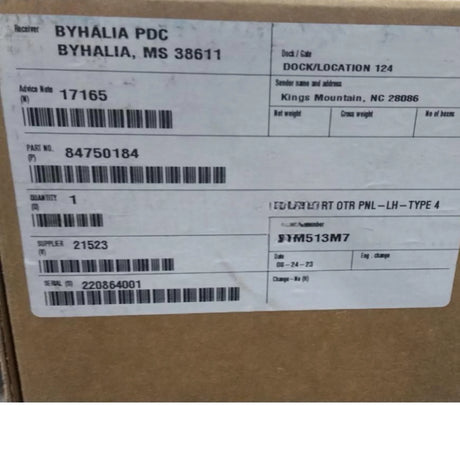 Receiver
BYHALIA PDC
BYHALIA, MS 38611
Dock / Gate
DOCK/LOCATION 124
Advice Note (N) 17165
Sender name and address
Kings Mountain, NC 28086
Net weight Gross weight No of boxes
PART NO. (P) 84750184
QUANTITY (Q) 1
RT OTR PNL-LH-TYPE 4
SUPPLIER (V) 21523
M513M7
Date Eng. change
08-24-23
SERIAL (S) 220864001
Change-No (H)